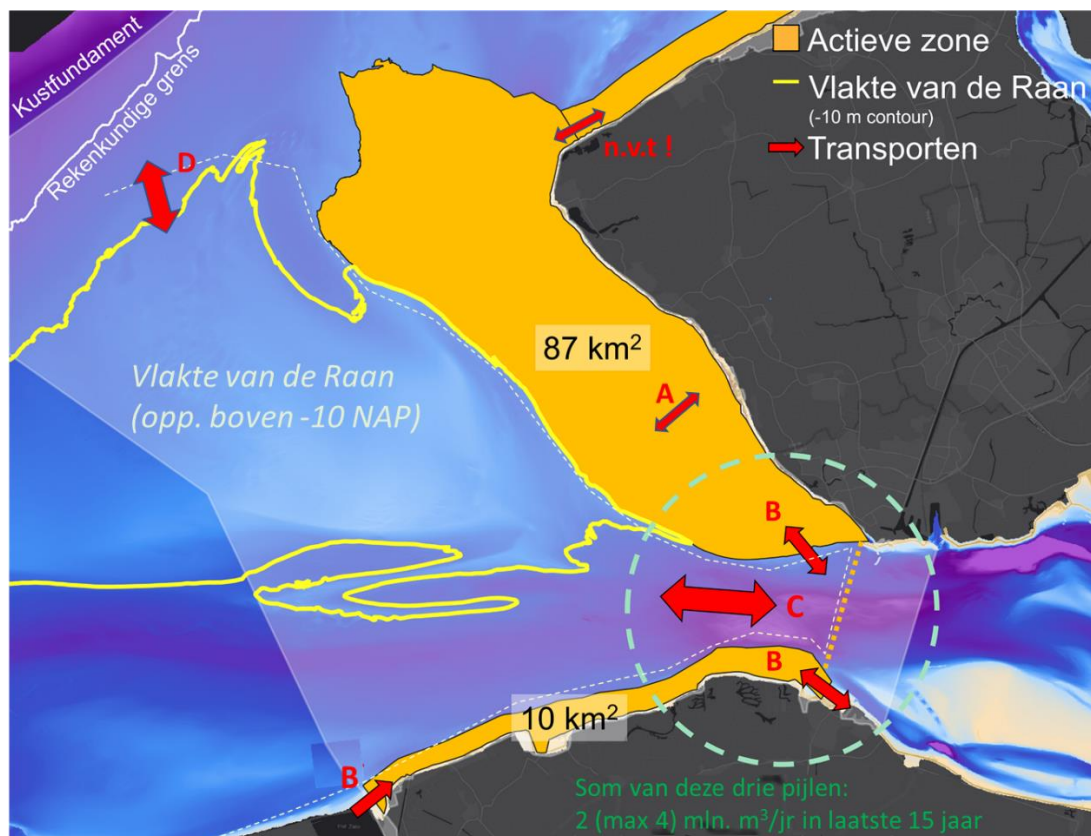 Kustfundament
Rekenkundige grens
Actieve zone
Vlakte van de Raan
(-10 m contour)
Transporten
n.v.t !
D
87 km²
Vlakte van de Raan
(opp. boven -10 NAP)
A
B
C
B
10 km²
B
Som van deze drie pijlen:
2 (max 4) mln. m³/jr in laatste 15 jaar